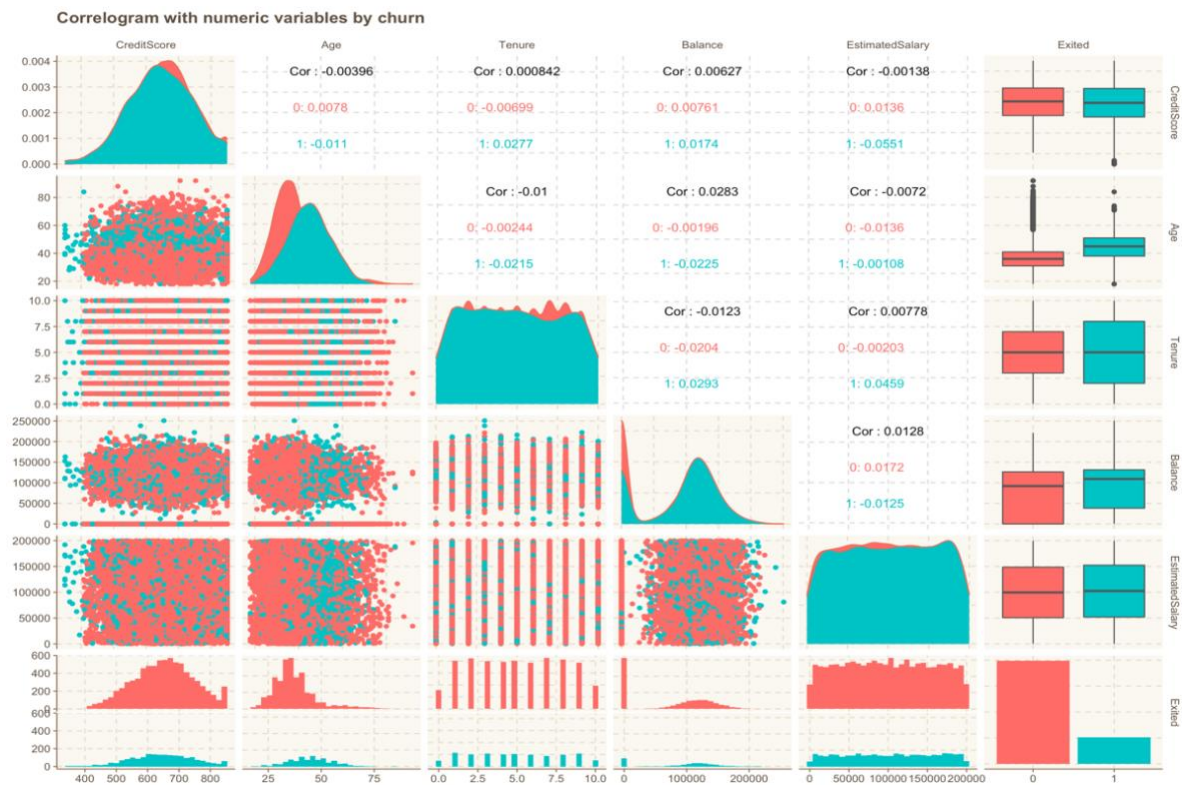 Correlogram with numeric variables by churn
CreditScore Age Tenure Balance EstimatedSalary Exited
0.004
0.003
0.002
0.001
0.000
Cor : -0.00396 Cor : 0.000842 Cor : 0.00627 Cor : -0.00138
0: 0.0078 0: -0.00699 0: 0.00761 0: 0.0136
1: -0.011 1: 0.0277 1: 0.0174 1: -0.0551
CreditScore
80
60
40
20
Cor : -0.01 Cor : 0.0283 Cor : -0.0072
0: -0.00244 0: -0.00196 0: -0.0136
1: -0.0215 1: -0.0225 1: -0.00108
Age
10.0
7.5
5.0
2.5
0.0
Cor : -0.0123 Cor : 0.00778
0: -0.0204 0: -0.00203
1: 0.0293 1: 0.0459
Tenure
250000
200000
150000
100000
50000
0
Cor : 0.0128
0: 0.0172
1: -0.0125
Balance
200000
150000
100000
50000
0
EstimatedSalary
600
400
200
0
600
400
200
0
Exited
400 500 600 700 800 25 50 75 0.0 2.5 5.0 7.5 10.0 0 100000 200000 0 50000 100000 150000 200000 0 1